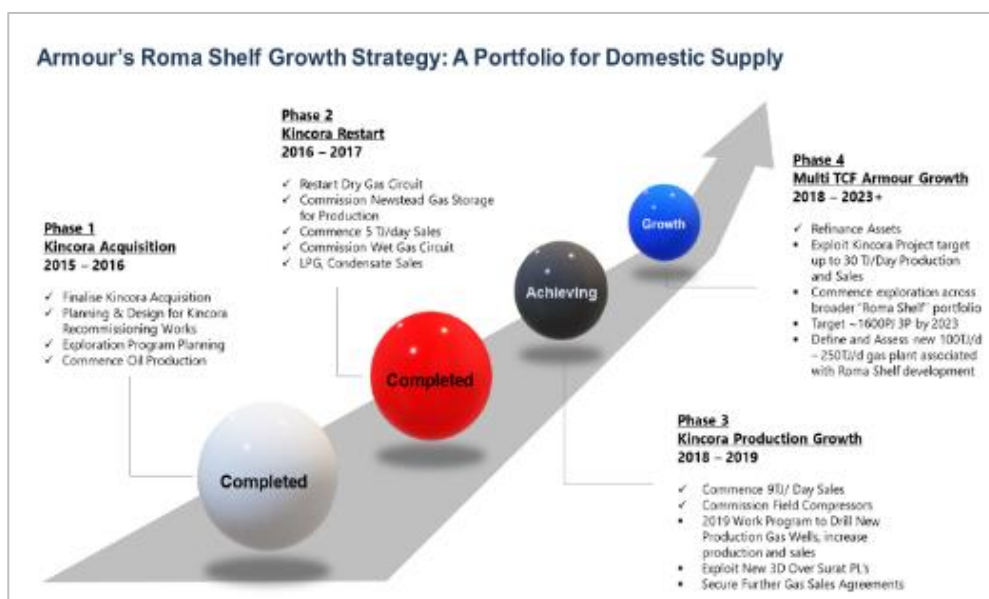 Armour's Roma Shelf Growth Strategy: A Portfolio for Domestic Supply
Phase 1
Kincora Acquisition
2015 – 2016
✓ Finalise Kincora Acquisition
✓ Planning & Design for Kincora
Recommissioning Works
✓ Exploration Program Planning
✓ Commence Oil Production
Completed
Phase 2
Kincora Restart
2016 – 2017
✓ Restart Dry Gas Circuit
✓ Commission Newstead Gas Storage
for Production
✓ Commence 5 TJ/day Sales
✓ Commission Wet Gas Circuit
✓ LPG, Condensate Sales
Completed
Phase 3
Kincora Production Growth
2018 – 2019
✓ Commence 9TJ/ Day Sales
✓ Commission Field Compressors
▪ 2019 Work Program to Drill New
Production Gas Wells, increase
production and sales
▪ Exploit New 3D Over Surat PL's
▪ Secure Further Gas Sales Agreements
Achieving
Phase 4
Multi TCF Armour Growth
2018 – 2023+
✓ Refinance Assets
▪ Exploit Kincora Project target
up to 30 TJ/Day Production
and Sales
▪ Commence exploration across
broader "Roma Shelf" portfolio
▪ Target ~1600PJ 3P by 2023
▪ Define and Assess new 100TJ/d
– 250TJ/d gas plant associated
with Roma Shelf development
Growth